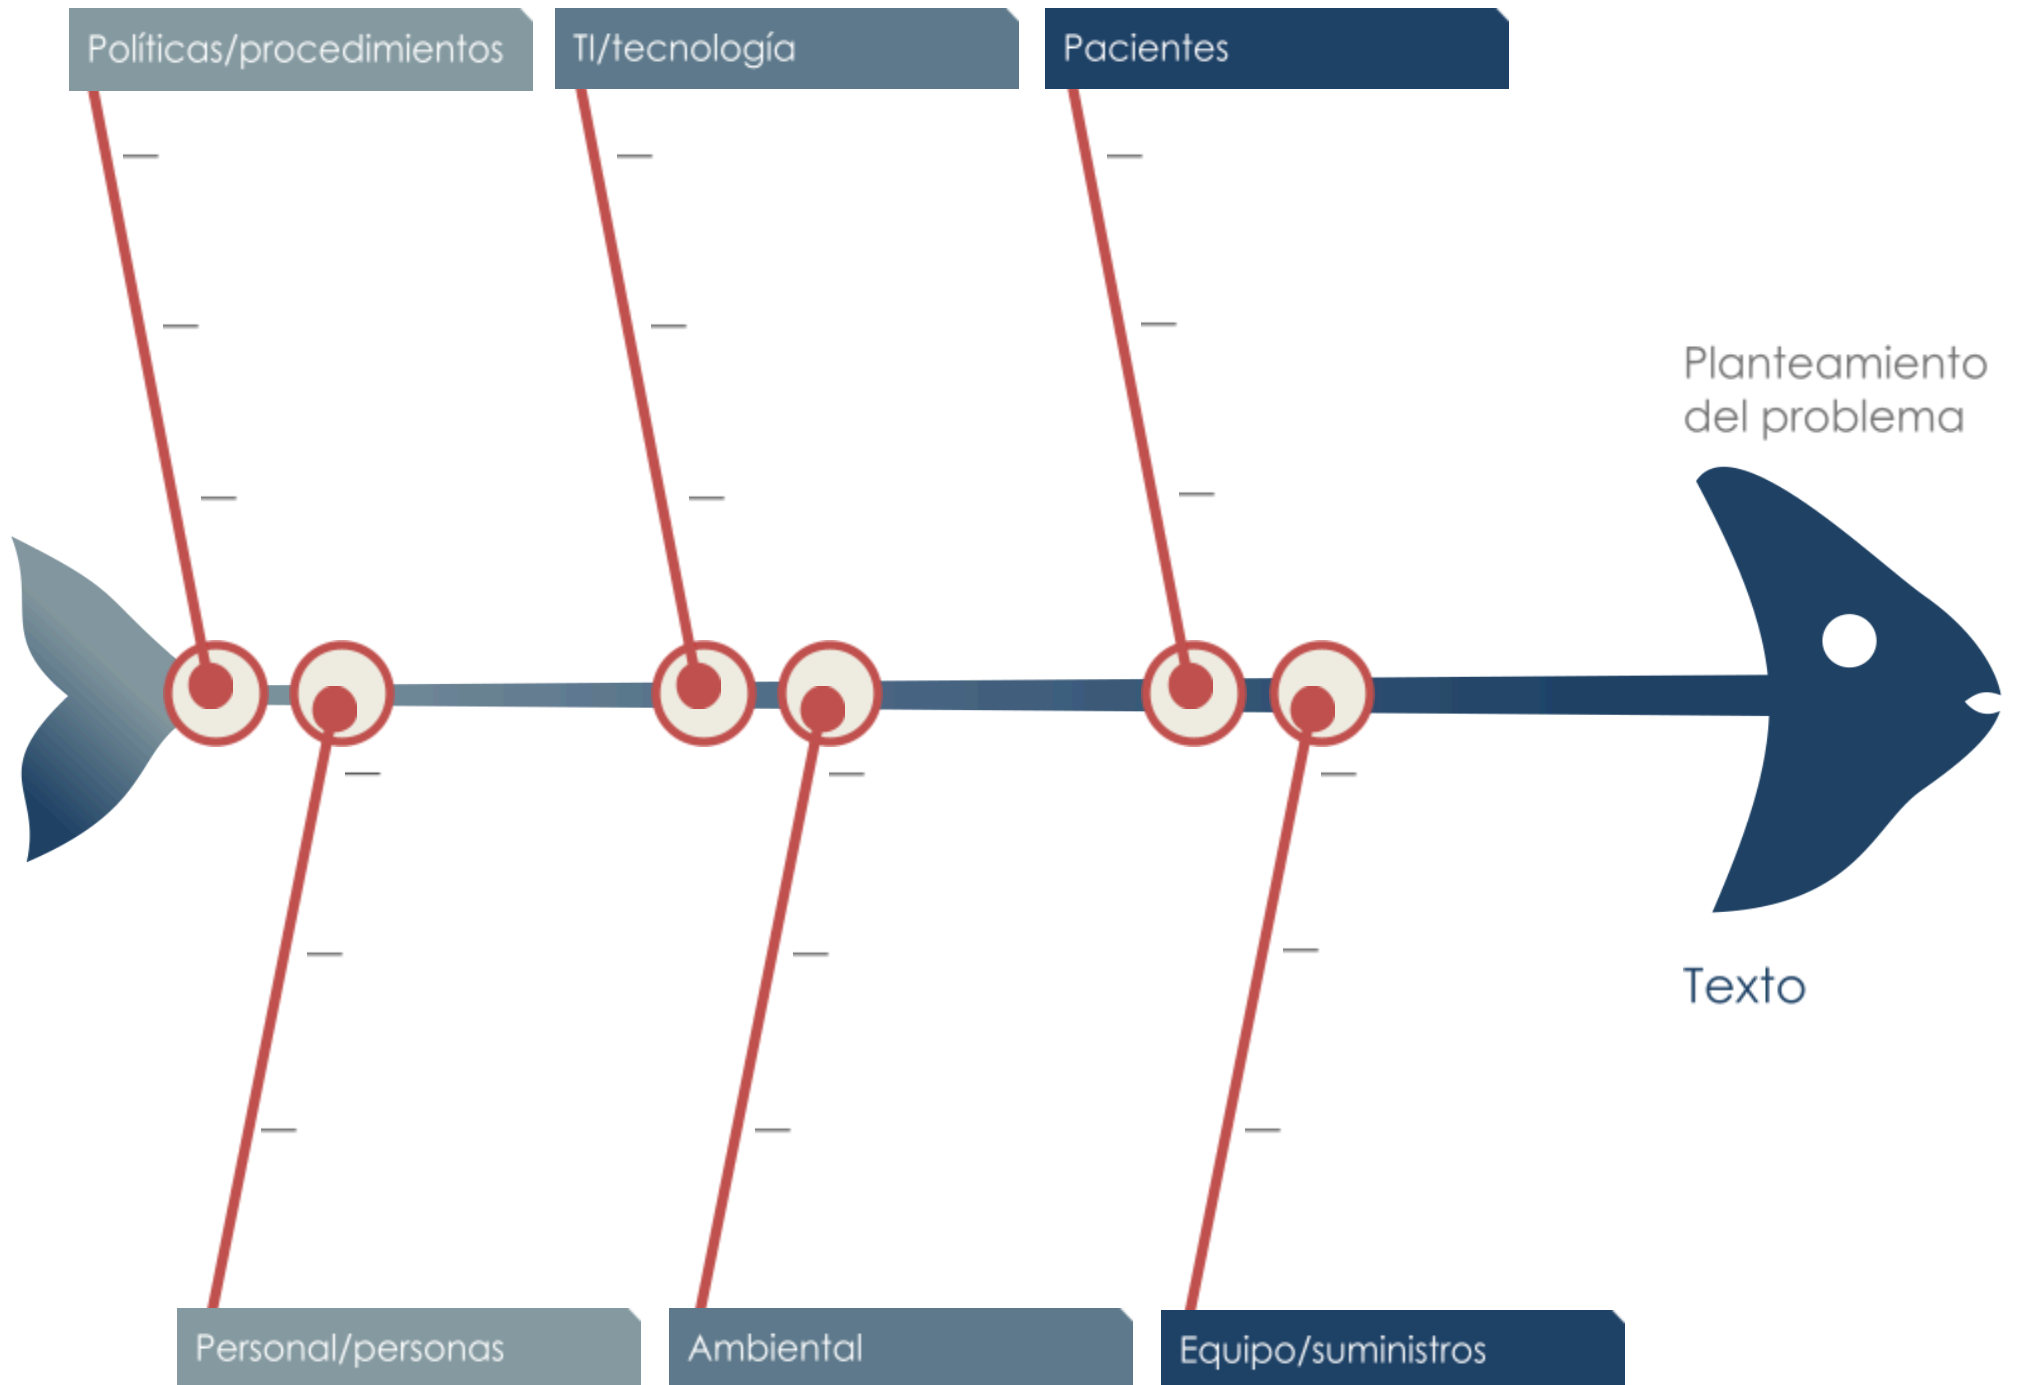 Políticas/procedimientos
TI/tecnología
Pacientes
Planteamiento
del problema
Texto
Personal/personas
Ambiental
Equipo/suministros